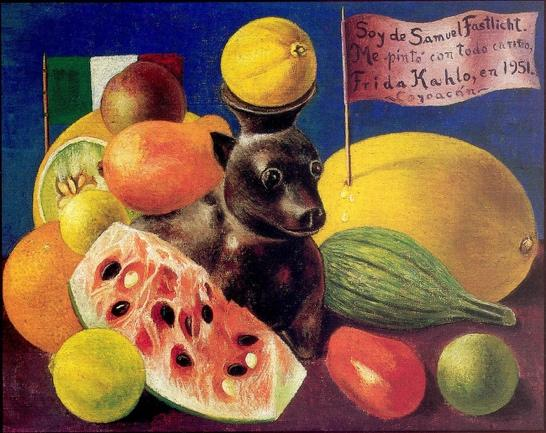 Soy de Samuel Fastlicht.
Me pintó con todo cariño,
Frida Kahlo, en 1951.
Coyoacán